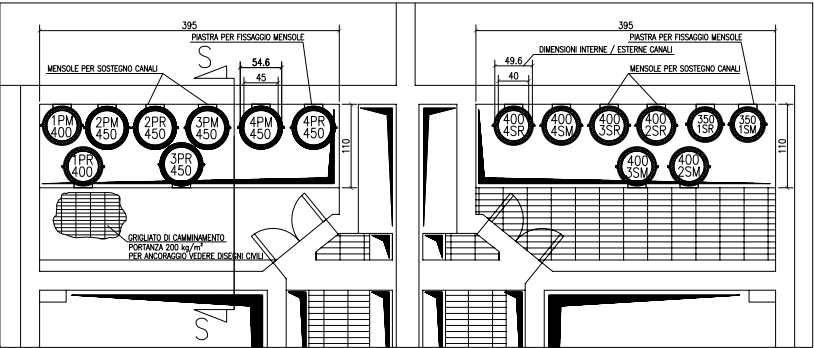 395
395
PIASTRA PER FISSAGGIO MENSOLE
PIASTRA PER FISSAGGIO MENSOLE
S
DIMENSIONI INTERNE / ESTERNE CANALI
MENSOLE PER SOSTEGNO CANALI
54.6
49.6
MENSOLE PER SOSTEGNO CANALI
45
40
1PM
400
2PM
450
2PR
450
3PM
450
4PM
450
4PR
450
400
4SR
400
4SM
400
3SR
400
2SR
350
1SR
350
1SM
110
110
1PR
400
3PR
450
400
3SM
400
2SM
GRIGLIATO DI CAMMINAMENTO
PORTANZA 200 kg/m²
PER ANCORAGGIO VEDERE DISEGNI CIVILI
S